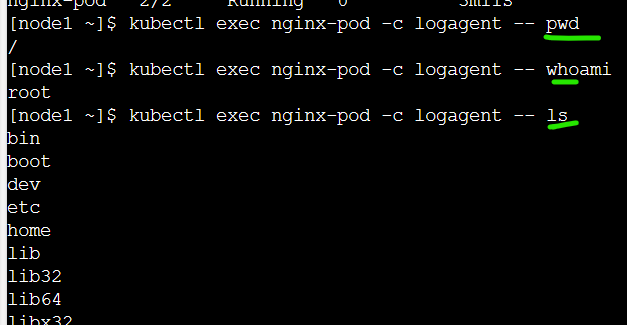 nginx-pod 2/2 Running 0 3m11s
[node1 ~]$ kubectl exec nginx-pod -c logagent -- pwd
/
[node1 ~]$ kubectl exec nginx-pod -c logagent -- whoami
root
[node1 ~]$ kubectl exec nginx-pod -c logagent -- ls
bin
boot
dev
etc
home
lib
lib32
lib64
libx32